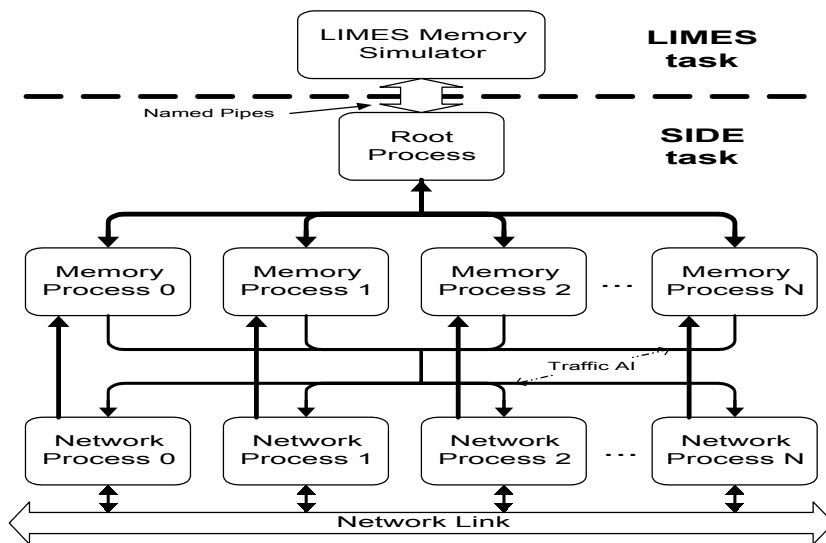 LIMES Memory
Simulator
LIMES
task
Named Pipes
Root
Process
SIDE
task
Memory
Process 0
Memory
Process 1
Memory
Process 2
...
Memory
Process N
Traffic AI
Network
Process 0
Network
Process 1
Network
Process 2
...
Network
Process N
Network Link